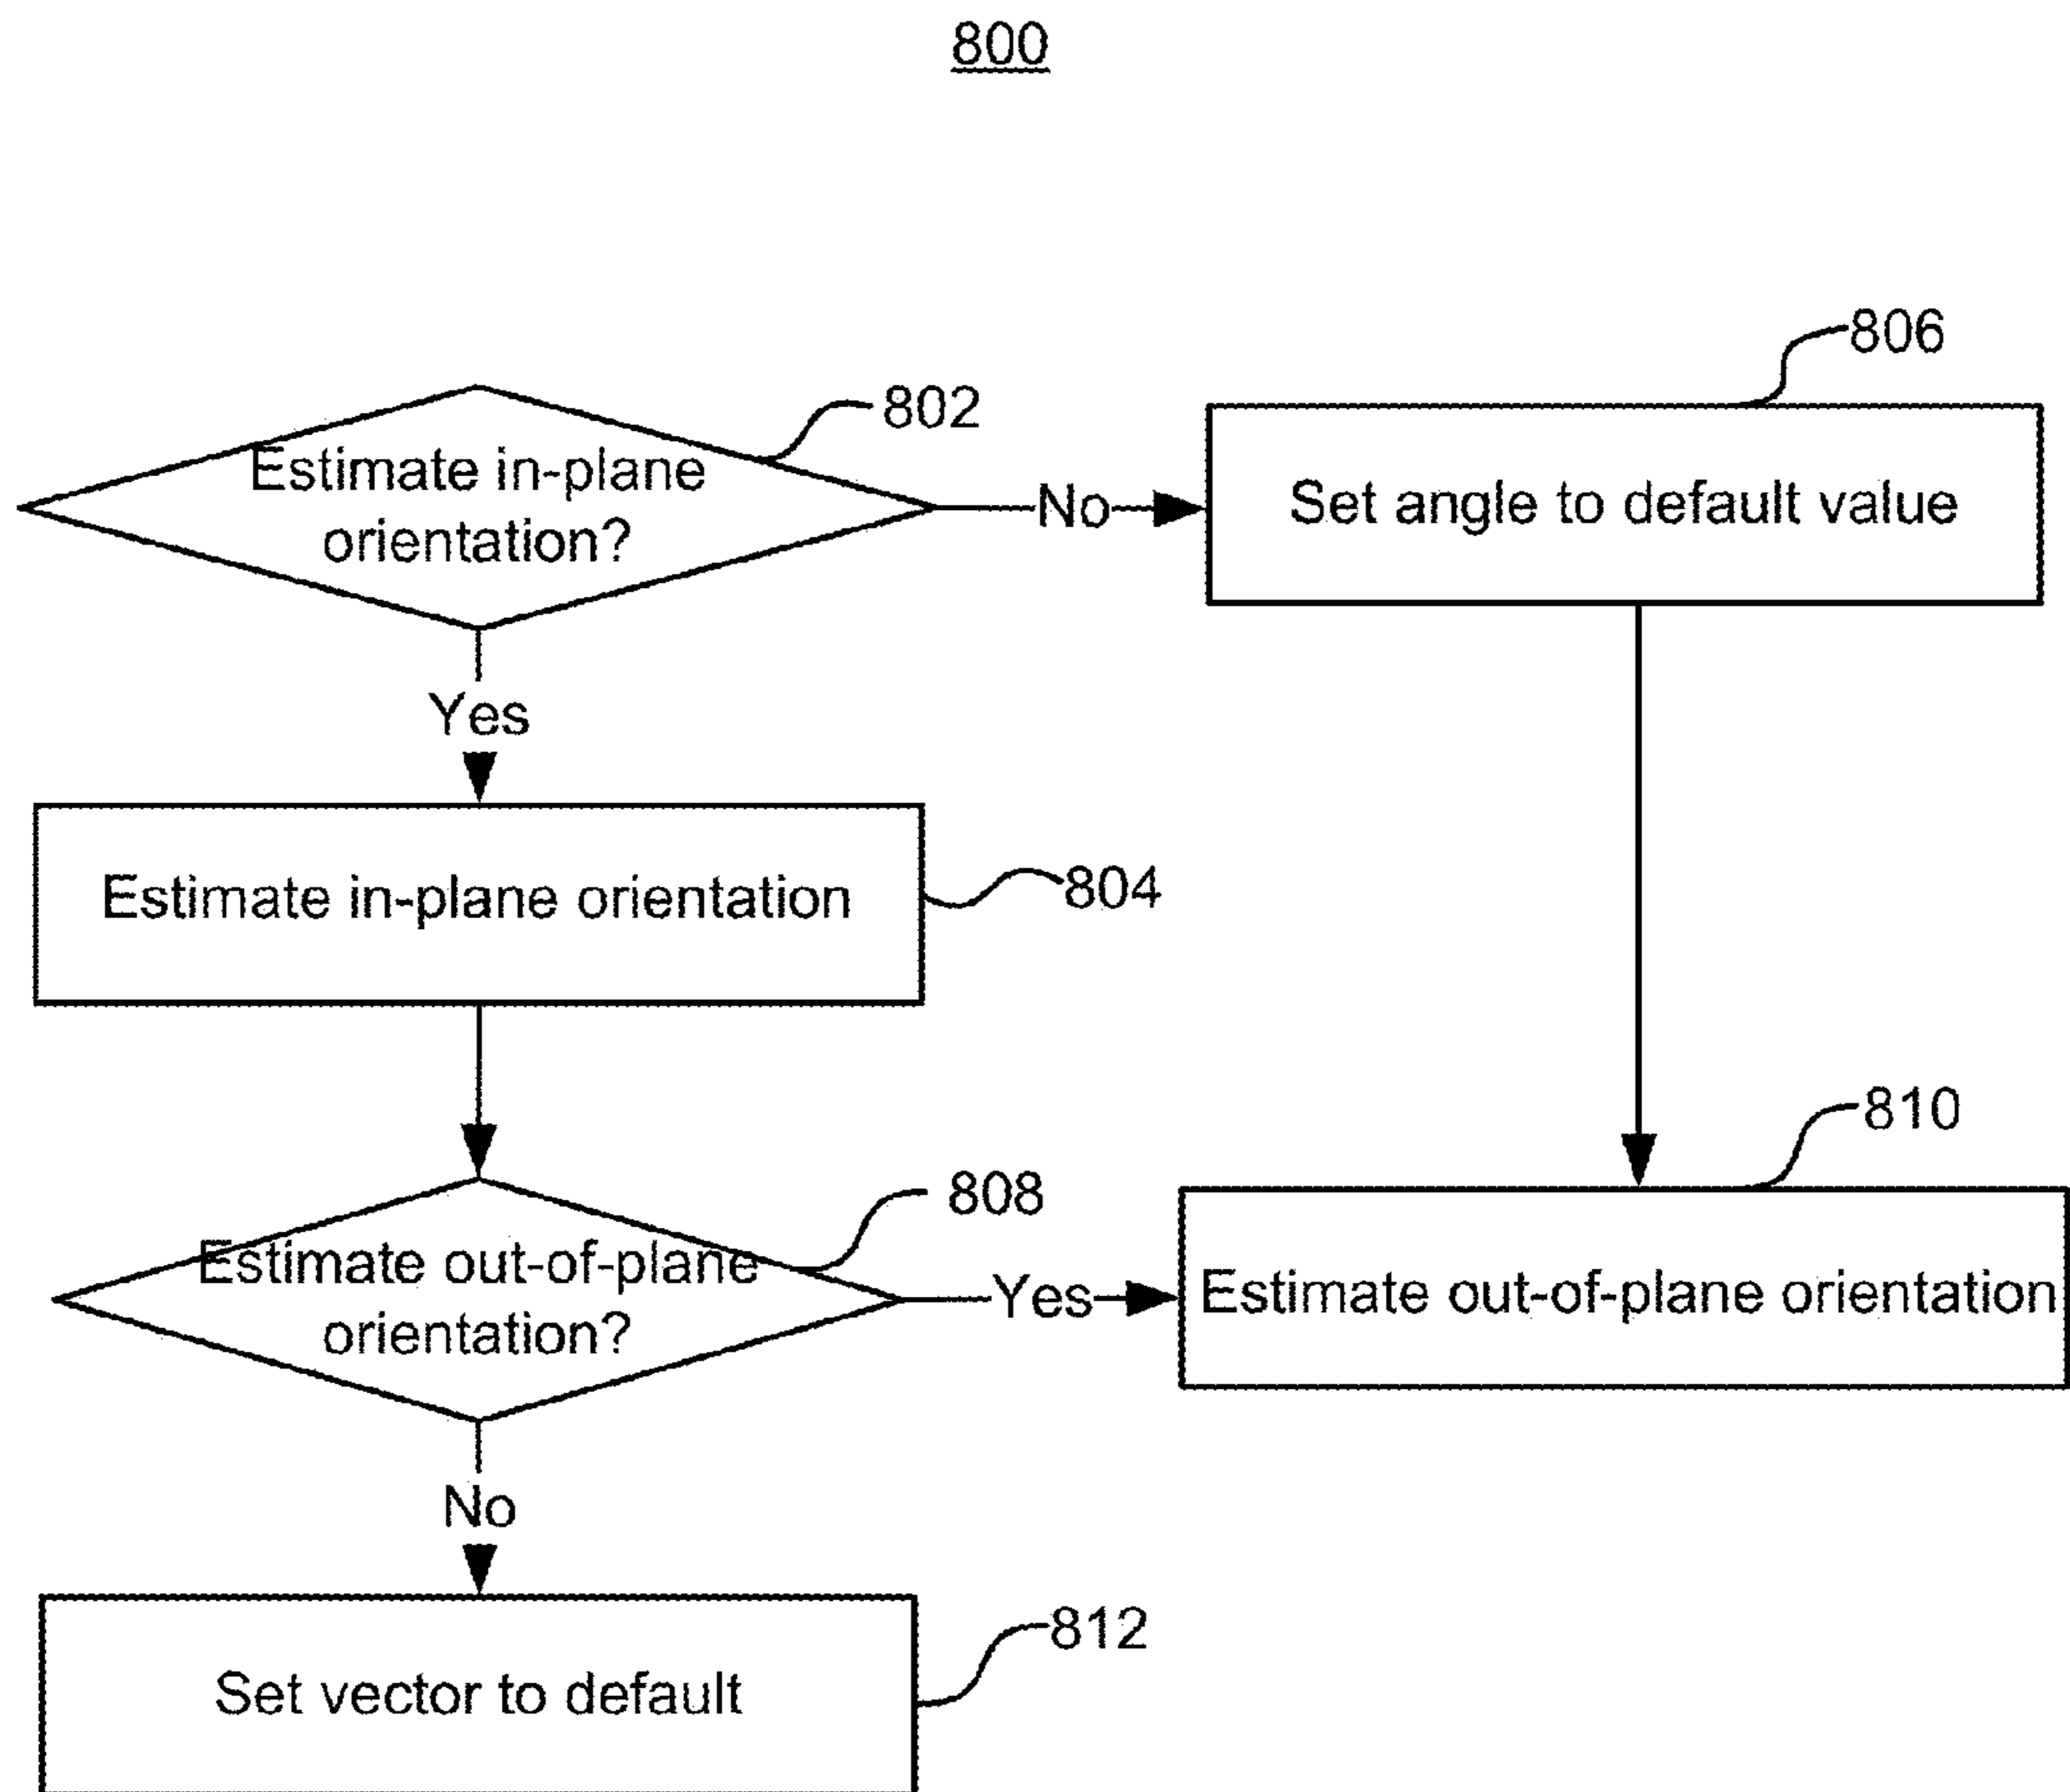 800
802
Estimate in-plane
orientation?
No
806
Set angle to default value
Yes
Estimate in-plane orientation
804
808
Estimate out-of-plane
orientation?
Yes
810
Estimate out-of-plane orientation
No
812
Set vector to default